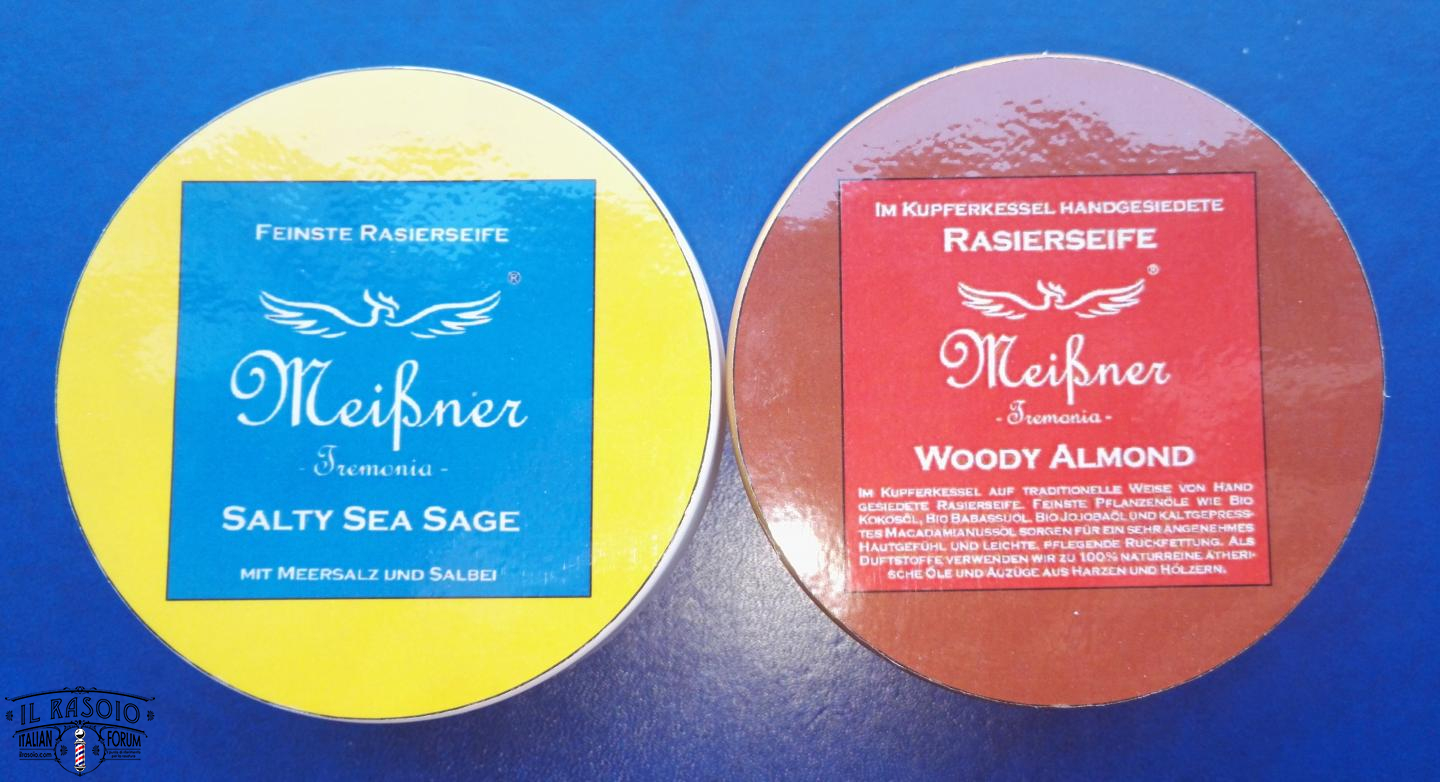 FEINSTE RASIERSEIFE
®
Meißner
- Tremonia -
SALTY SEA SAGE
MIT MEERSALZ UND SALBEI
IM KUPFERKESSEL HANDGESIEDETE
RASIERSEIFE
®
Meißner
- Tremonia -
WOODY ALMOND
IM KUPFERKESSEL AUF TRADITIONELLE WEISE VON HAND
GESIEDETE RASIERSEIFE. FEINSTE PFLANZENÖLE WIE BIO
KOKOSÖL, BIO BABASSUÖL, BIO JOJOBAÖL UND KALTGEPRESS-
TES MACADAMIANUSSÖL SORGEN FÜR EIN SEHR ANGENEHMES
HAUTGEFÜHL UND LEICHTE, PFLEGENDE RÜCKFETTUNG. ALS
DUFTSTOFFE VERWENDEN WIR ZU 100% NATURREINE ÄTHERI-
SCHE ÖLE UND AUZÜGE AUS HARZEN UND HÖLZERN.
IL RASOIO
ITALIAN FORUM
ilrasoio.com